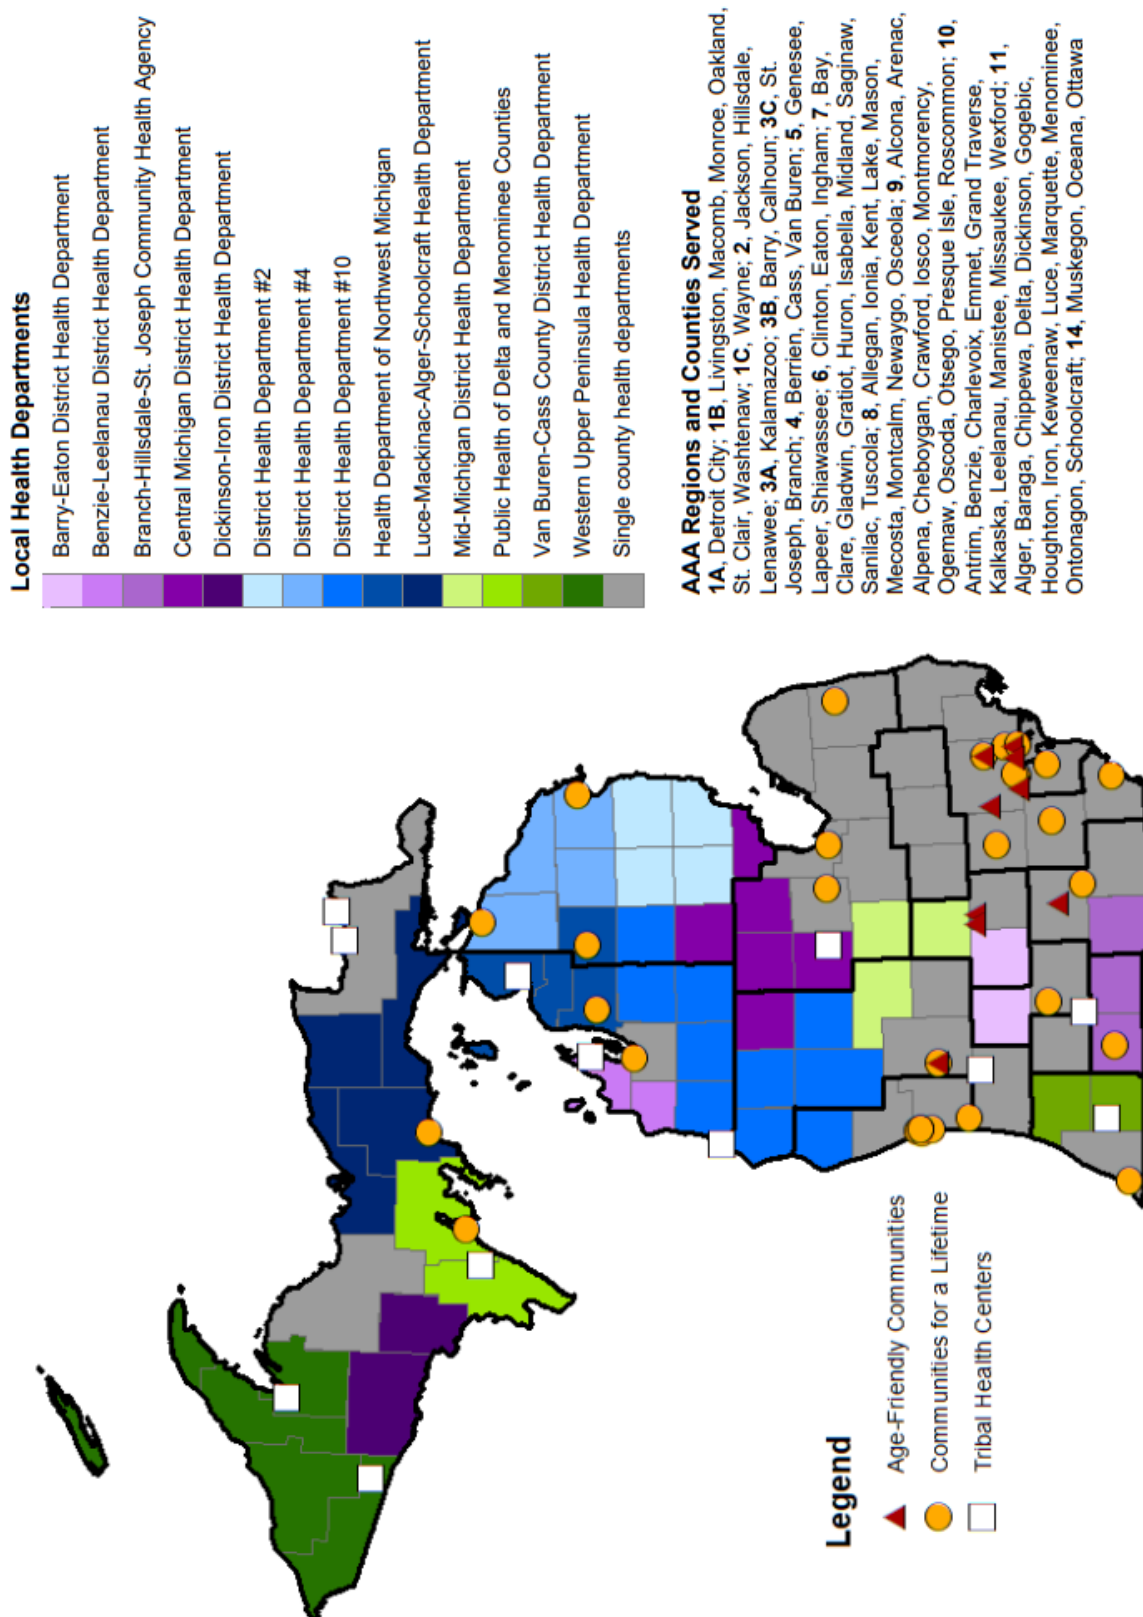 Local Health Departments
Barry-Eaton District Health Department
Benzie-Leelanau District Health Department
Branch-Hillsdale-St. Joseph Community Health Agency
Central Michigan District Health Department
Dickinson-Iron District Health Department
District Health Department #2
District Health Department #4
District Health Department #10
Health Department of Northwest Michigan
Luce-Mackinac-Alger-Schoolcraft Health Department
Mid-Michigan District Health Department
Public Health of Delta and Menominee Counties
Van Buren-Cass County District Health Department
Western Upper Peninsula Health Department
Single county health departments
AAA Regions and Counties Served
1A, Detroit City; 1B, Livingston, Macomb, Monroe, Oakland,
St. Clair, Washtenaw; 1C, Wayne; 2, Jackson, Hillsdale,
Lenawee; 3A, Kalamazoo; 3B, Barry, Calhoun; 3C, St.
Joseph, Branch; 4, Berrien, Cass, Van Buren; 5, Genesee,
Lapeer, Shiawassee; 6, Clinton, Eaton, Ingham; 7, Bay,
Clare, Gladwin, Gratiot, Huron, Isabella, Midland, Saginaw,
Sanilac, Tuscola; 8, Allegan, Ionia, Kent, Lake, Mason,
Mecosta, Montcalm, Newaygo, Osceola; 9, Alcona, Arenac,
Alpena, Cheboygan, Crawford, Iosco, Montmorency,
Ogemaw, Oscoda, Otsego, Presque Isle, Roscommon; 10,
Antrim, Benzie, Charlevoix, Emmet, Grand Traverse,
Kalkaska, Leelanau, Manistee, Missaukee, Wexford; 11,
Alger, Baraga, Chippewa, Delta, Dickinson, Gogebic,
Houghton, Iron, Keweenaw, Luce, Marquette, Menominee,
Ontonagon, Schoolcraft; 14, Muskegon, Oceana, Ottawa
Legend
Age-Friendly Communities
Communities for a Lifetime
Tribal Health Centers